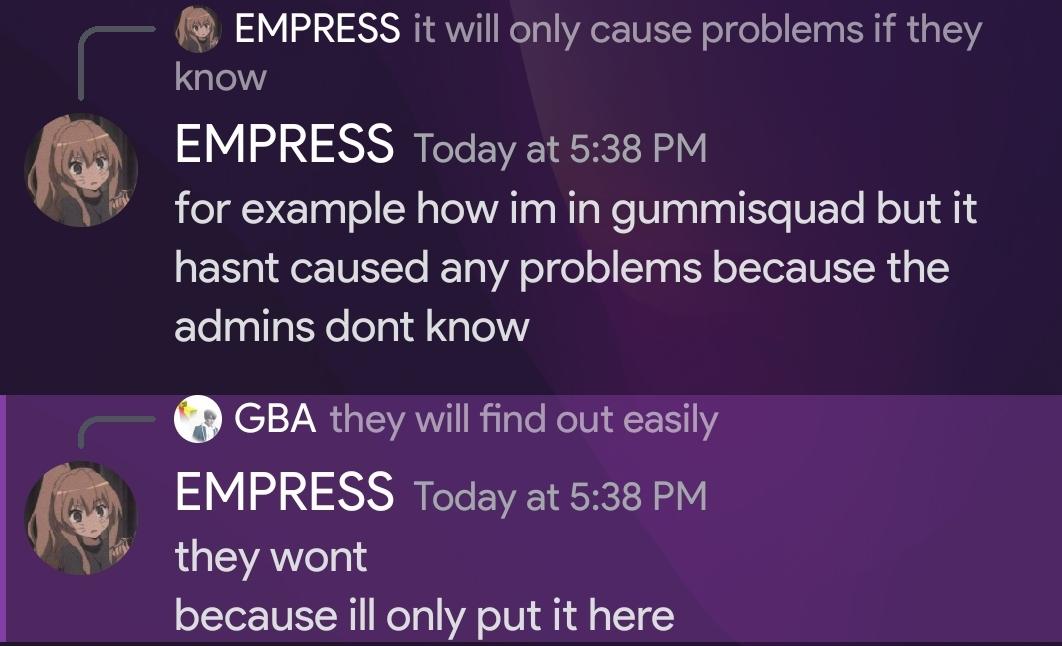 EMPRESS it will only cause problems if they
know
EMPRESS Today at 5:38 PM
for example how im in gummisquad but it
hasnt caused any problems because the
admins dont know
GBA they will find out easily
EMPRESS Today at 5:38 PM
they wont
because ill only put it here